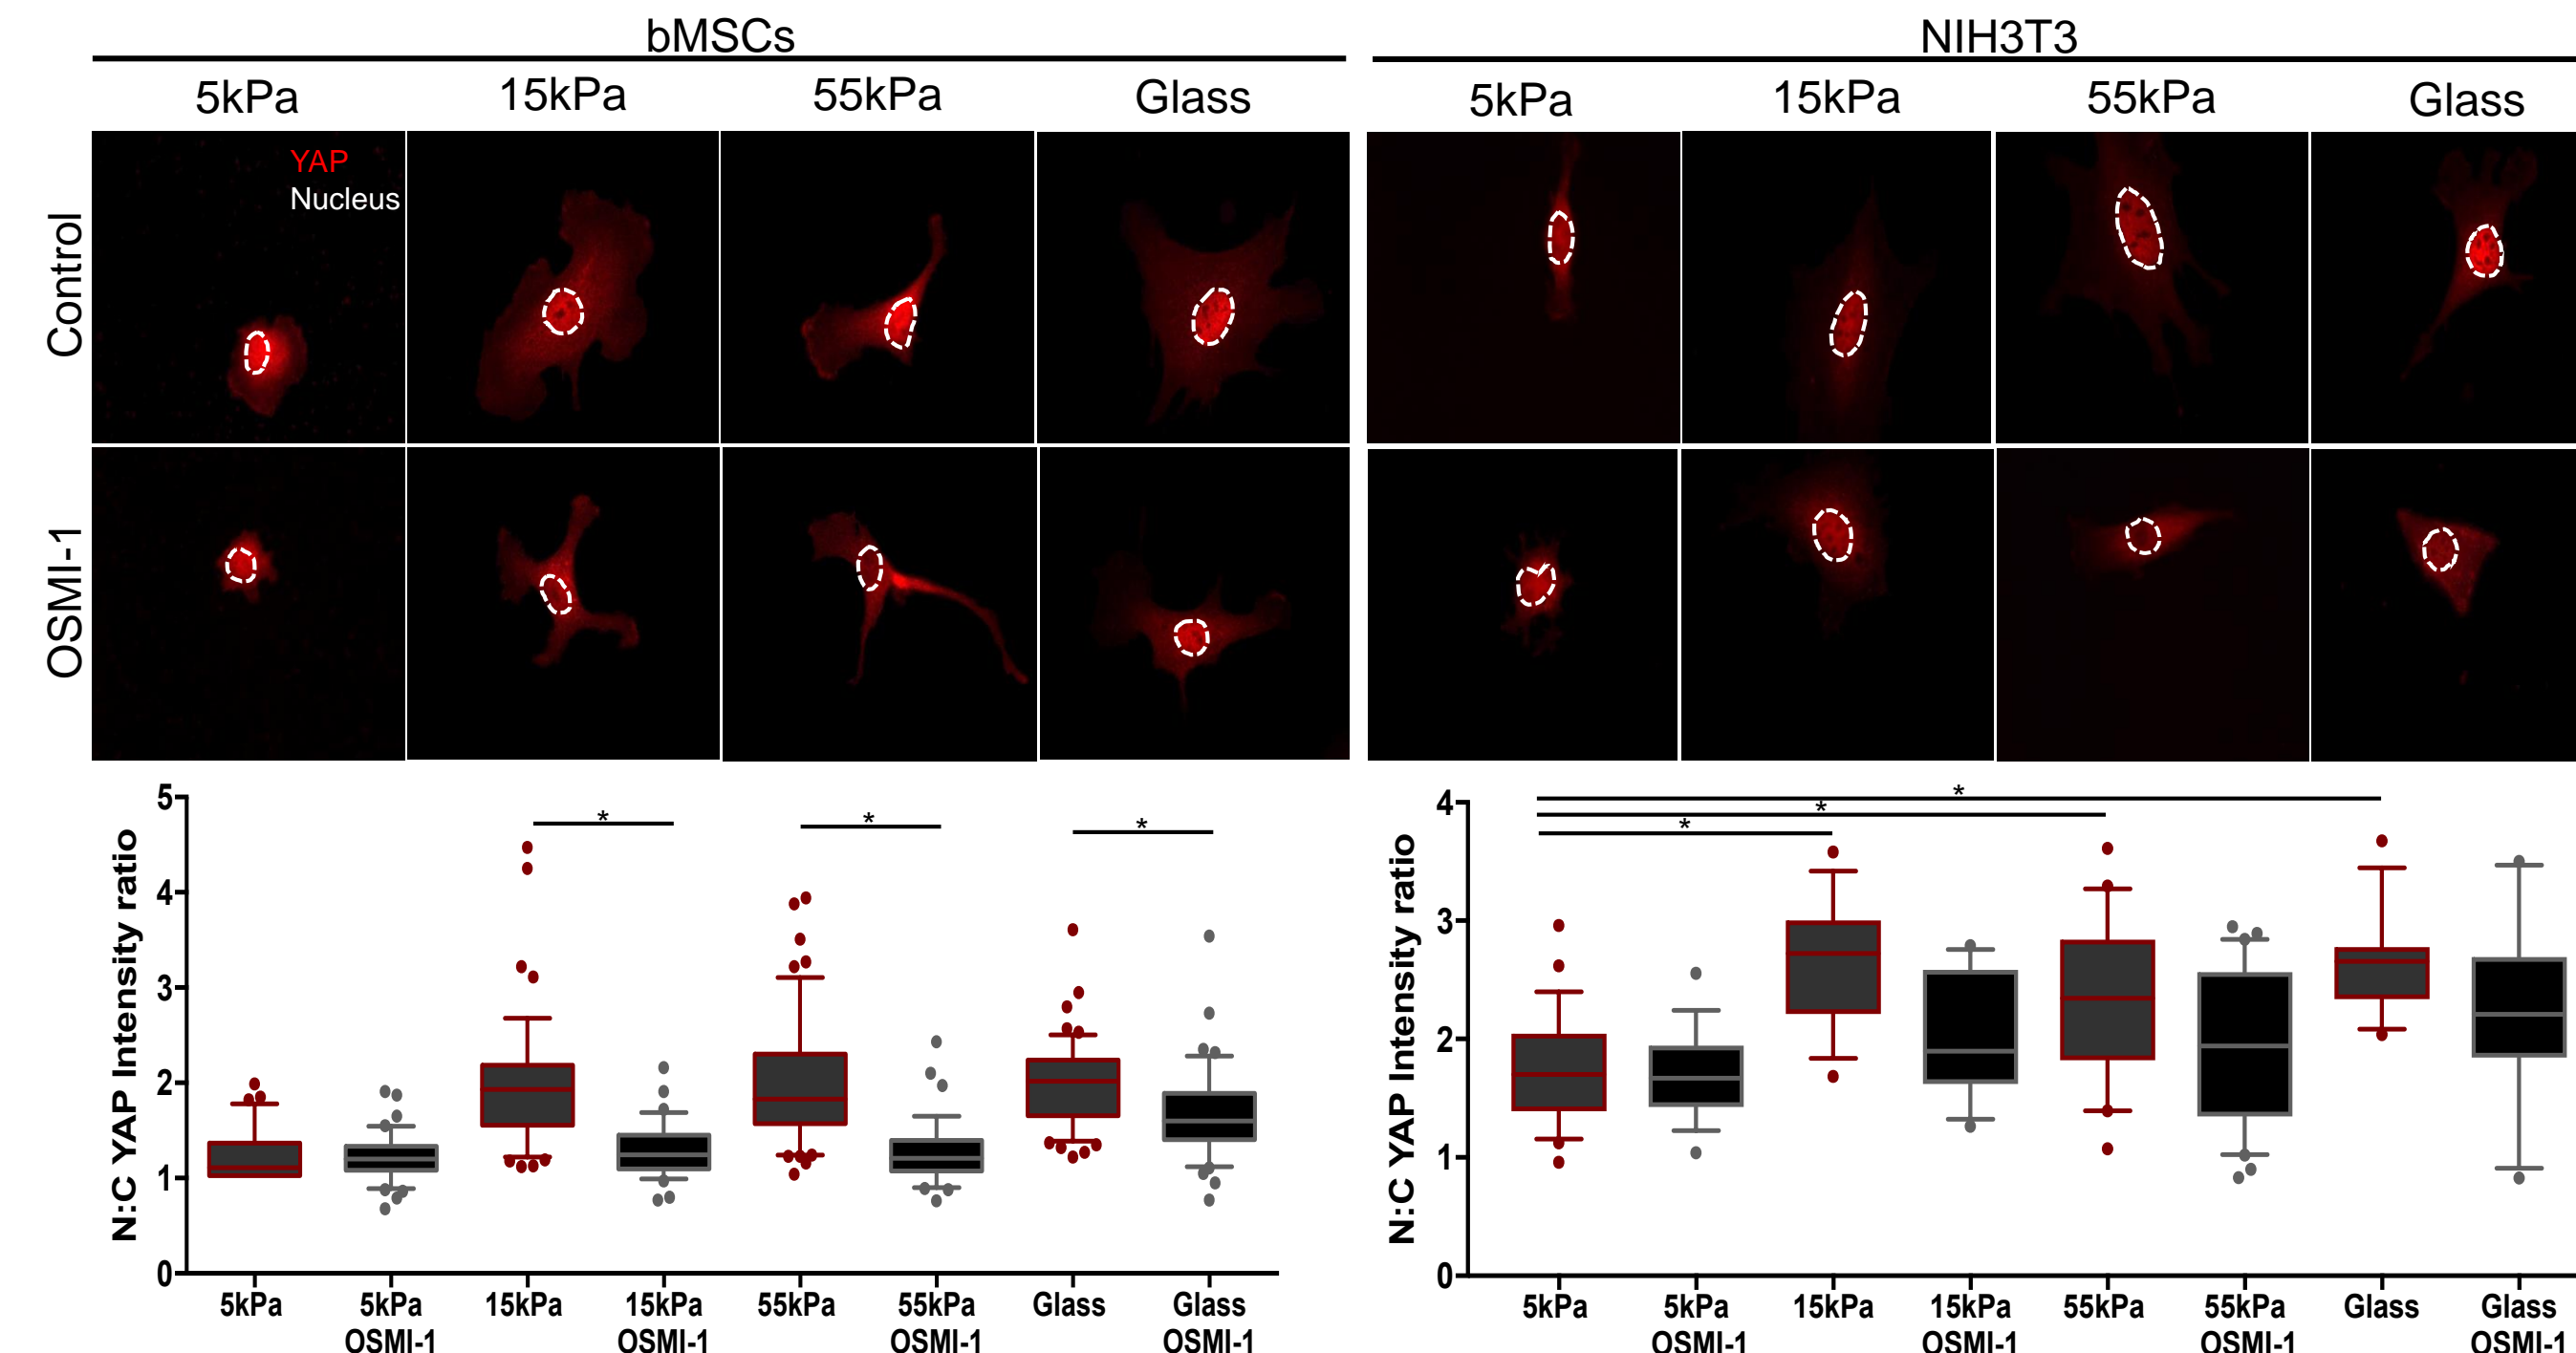 bMSCs
NIH3T3
5kPa 15kPa 55kPa Glass
5kPa 15kPa 55kPa Glass
YAP
Nucleus
Control
OSMI-1
N:C YAP Intensity ratio
5
4
3
2
1
0
* * *
5kPa 5kPa 15kPa 15kPa 55kPa 55kPa Glass Glass
OSMI-1 OSMI-1 OSMI-1 OSMI-1
N:C YAP Intensity ratio
4
3
2
1
0
*
*
*
5kPa 5kPa 15kPa 15kPa 55kPa 55kPa Glass Glass
OSMI-1 OSMI-1 OSMI-1 OSMI-1